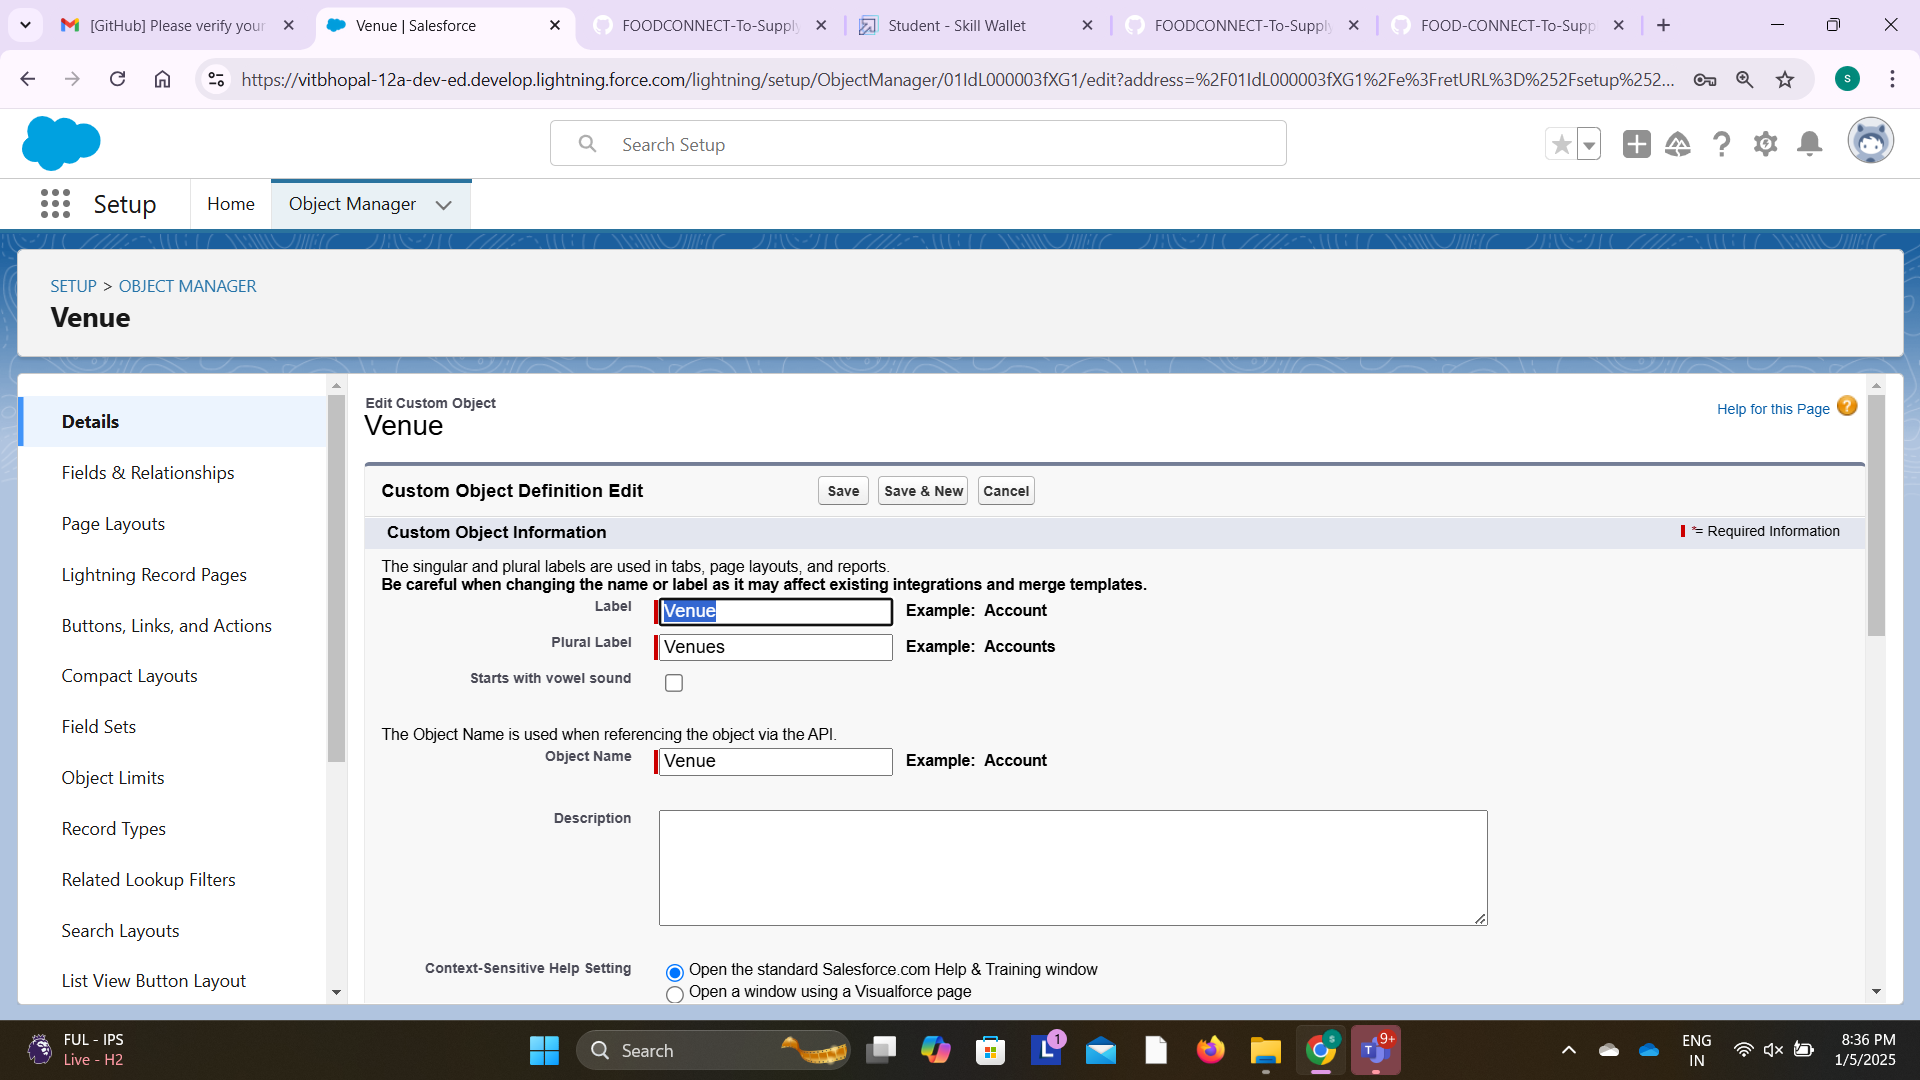 [GitHub] Please verify your
Venue | Salesforce
FOODCONNECT-To-Supply
Student - Skill Wallet
FOODCONNECT-To-Supply
FOOD-CONNECT-To-Supp
https://vitbhopal-12a-dev-ed.develop.lightning.force.com/lightning/setup/ObjectManager/01IdL000003fXG1/edit?address=%2F01IdL000003fXG1%2Fe%3FretURL%3D%252Fsetup%252...
S
Search Setup
Setup
Home
Object Manager
SETUP > OBJECT MANAGER
Venue
Details
Fields & Relationships
Page Layouts
Lightning Record Pages
Buttons, Links, and Actions
Compact Layouts
Field Sets
Object Limits
Record Types
Related Lookup Filters
Search Layouts
List View Button Layout
Edit Custom Object
Venue
Help for this Page
Custom Object Definition Edit
Save
Save & New
Cancel
Custom Object Information
*= Required Information
The singular and plural labels are used in tabs, page layouts, and reports.
Be careful when changing the name or label as it may affect existing integrations and merge templates.
Label
Venue
Example: Account
Plural Label
Venues
Example: Accounts
Starts with vowel sound
The Object Name is used when referencing the object via the API.
Object Name
Venue
Example: Account
Description
Context-Sensitive Help Setting
Open the standard Salesforce.com Help & Training window
Open a window using a Visualforce page
FUL - IPS
Live - H2
Search
L
1
S
T
9+
ENG
IN
8:36 PM
1/5/2025